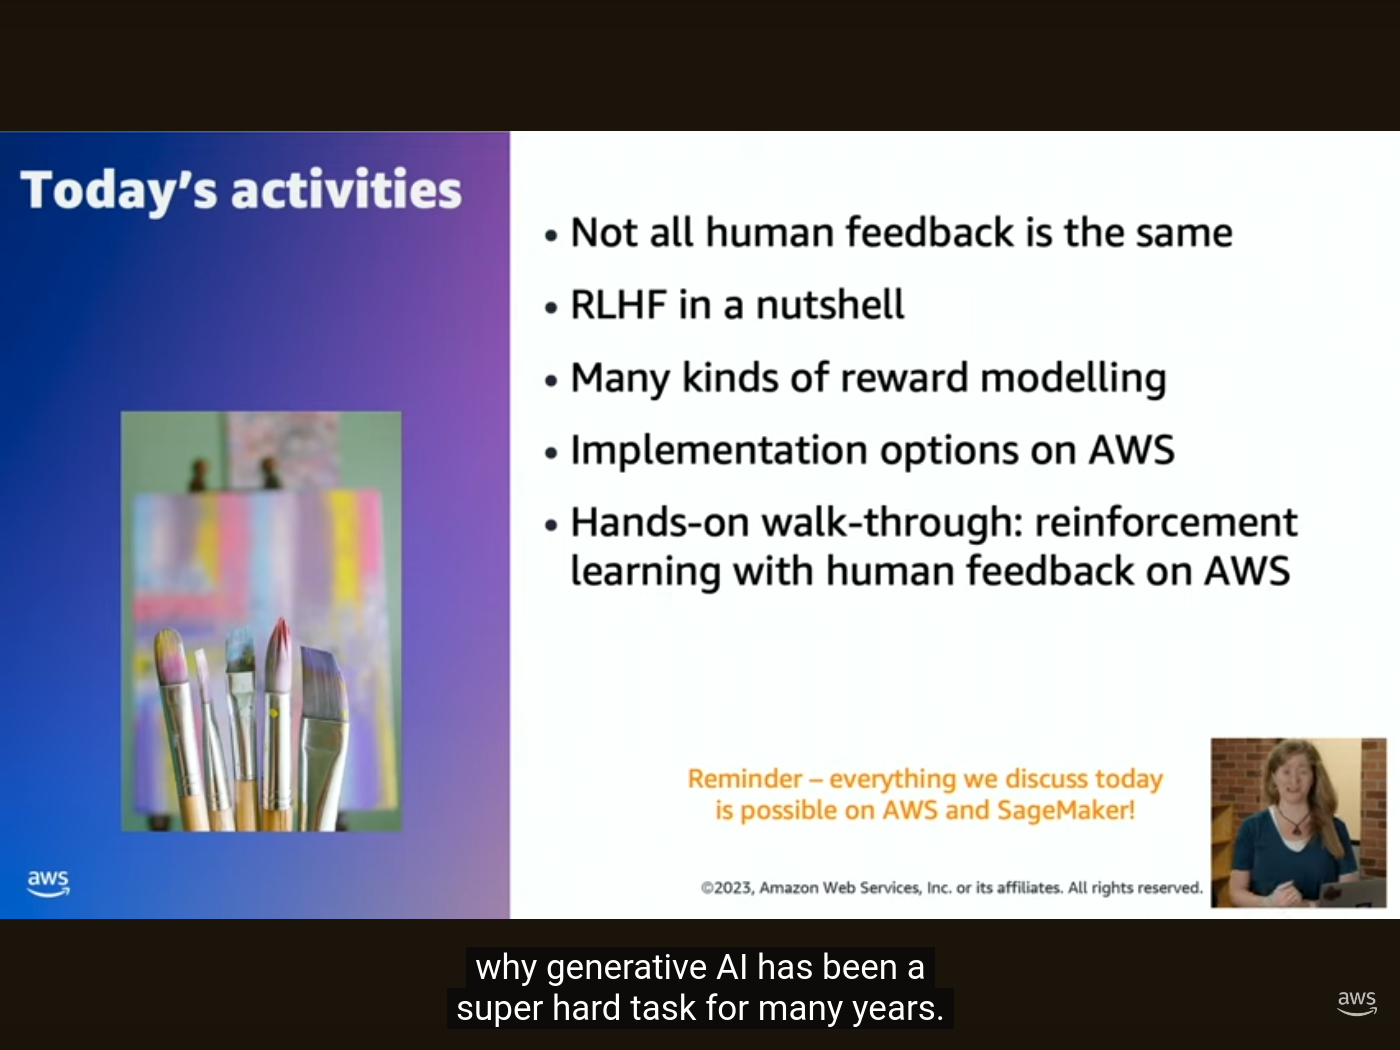 Today's activities
• Not all human feedback is the same
• RLHF in a nutshell
• Many kinds of reward modelling
• Implementation options on AWS
• Hands-on walk-through: reinforcement
learning with human feedback on AWS
Reminder – everything we discuss today
is possible on AWS and SageMaker!
aws
©2023, Amazon Web Services, Inc. or its affiliates. All rights reserved.
why generative AI has been a
super hard task for many years.
aws